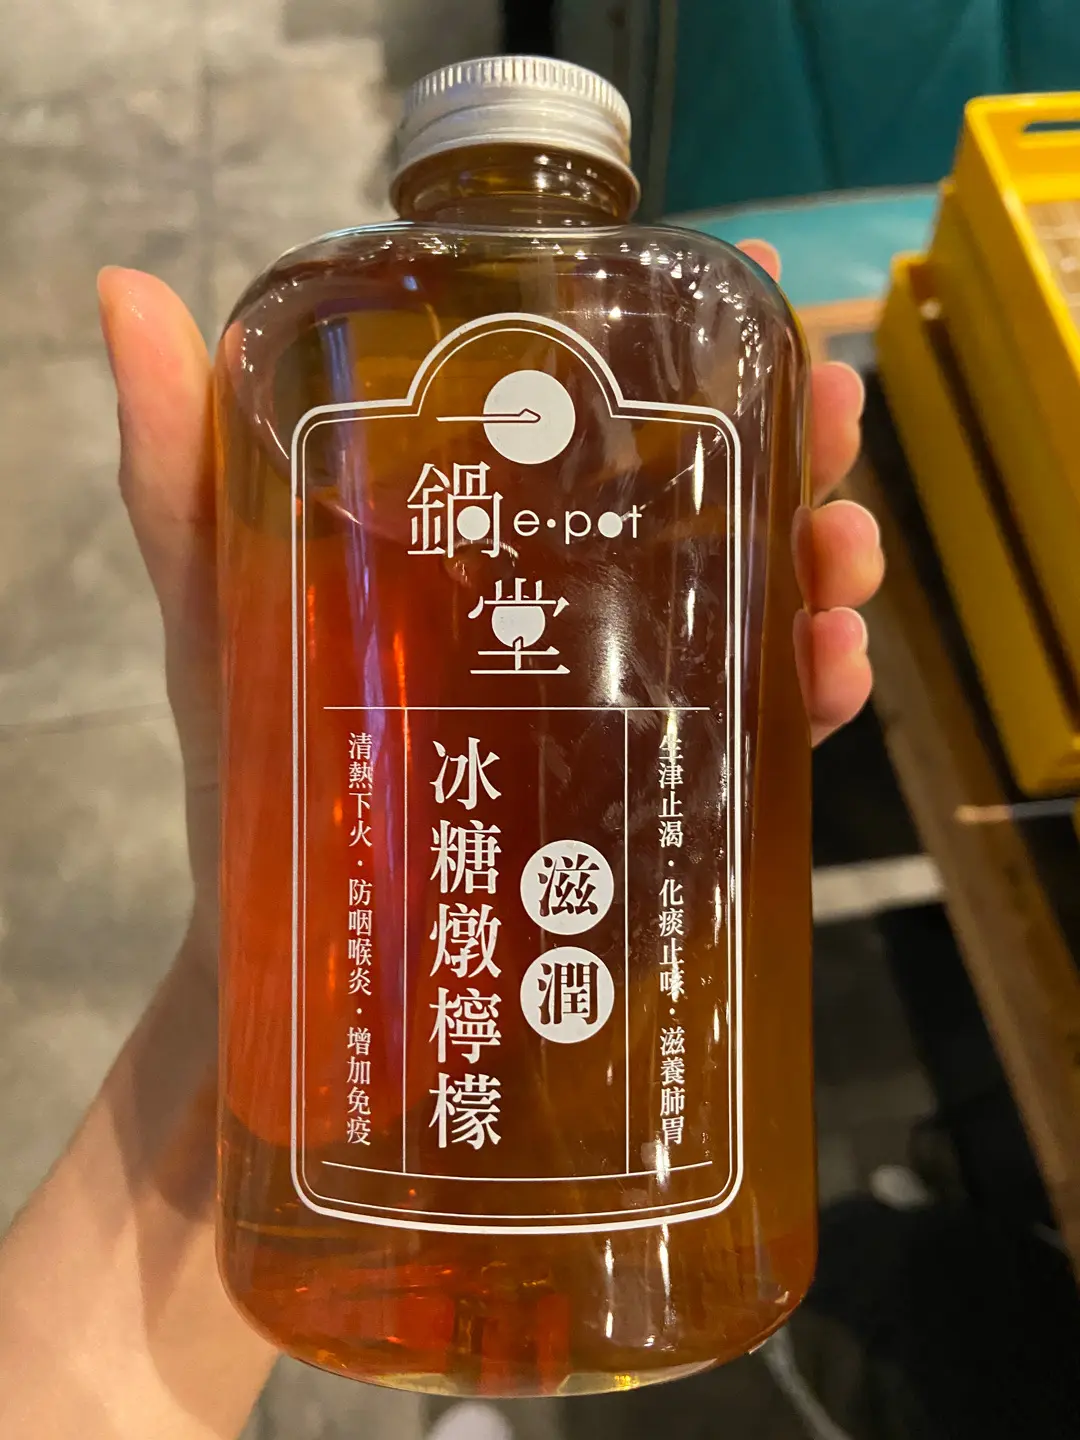 一鍋堂
e·pot
生津止渴·化痰止咳·滋養肺胃
滋潤
冰糖燉檸檬
清熱下火·防咽喉炎·增加免疫